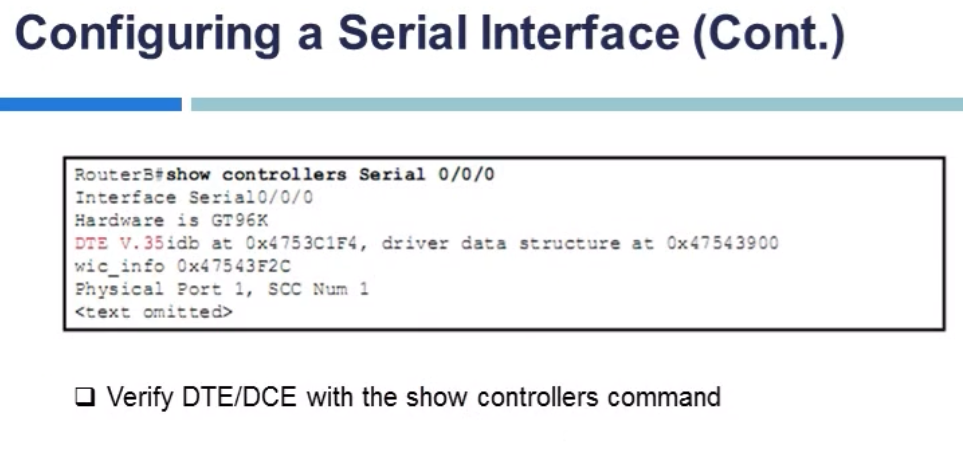 Configuring a Serial Interface (Cont.)
RouterB#show controllers Serial 0/0/0
Interface Serial0/0/0
Hardware is GT96K
DTE V.35idb at 0x4753C1F4, driver data structure at 0x47543900
wic_info 0x47543F2C
Physical Port 1, SCC Num 1
<text omitted>
❑ Verify DTE/DCE with the show controllers command